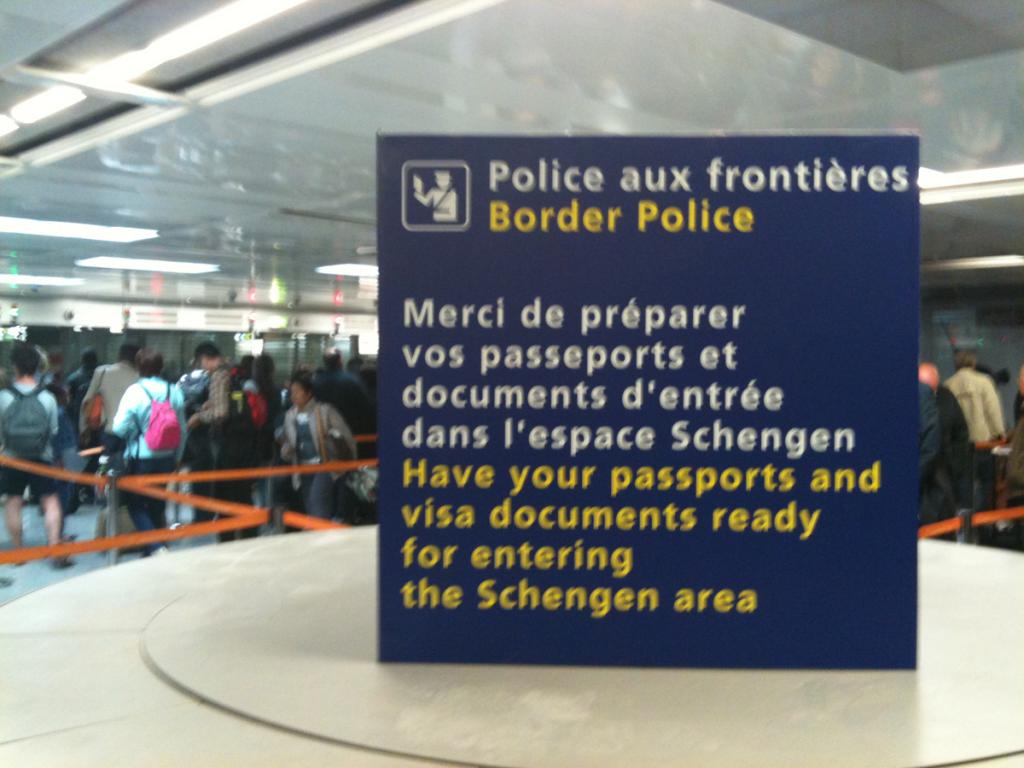 Police aux frontières
Border Police
Merci de préparer
vos passeports et
documents d'entrée
dans l'espace Schengen
Have your passports and
visa documents ready
for entering
the Schengen area